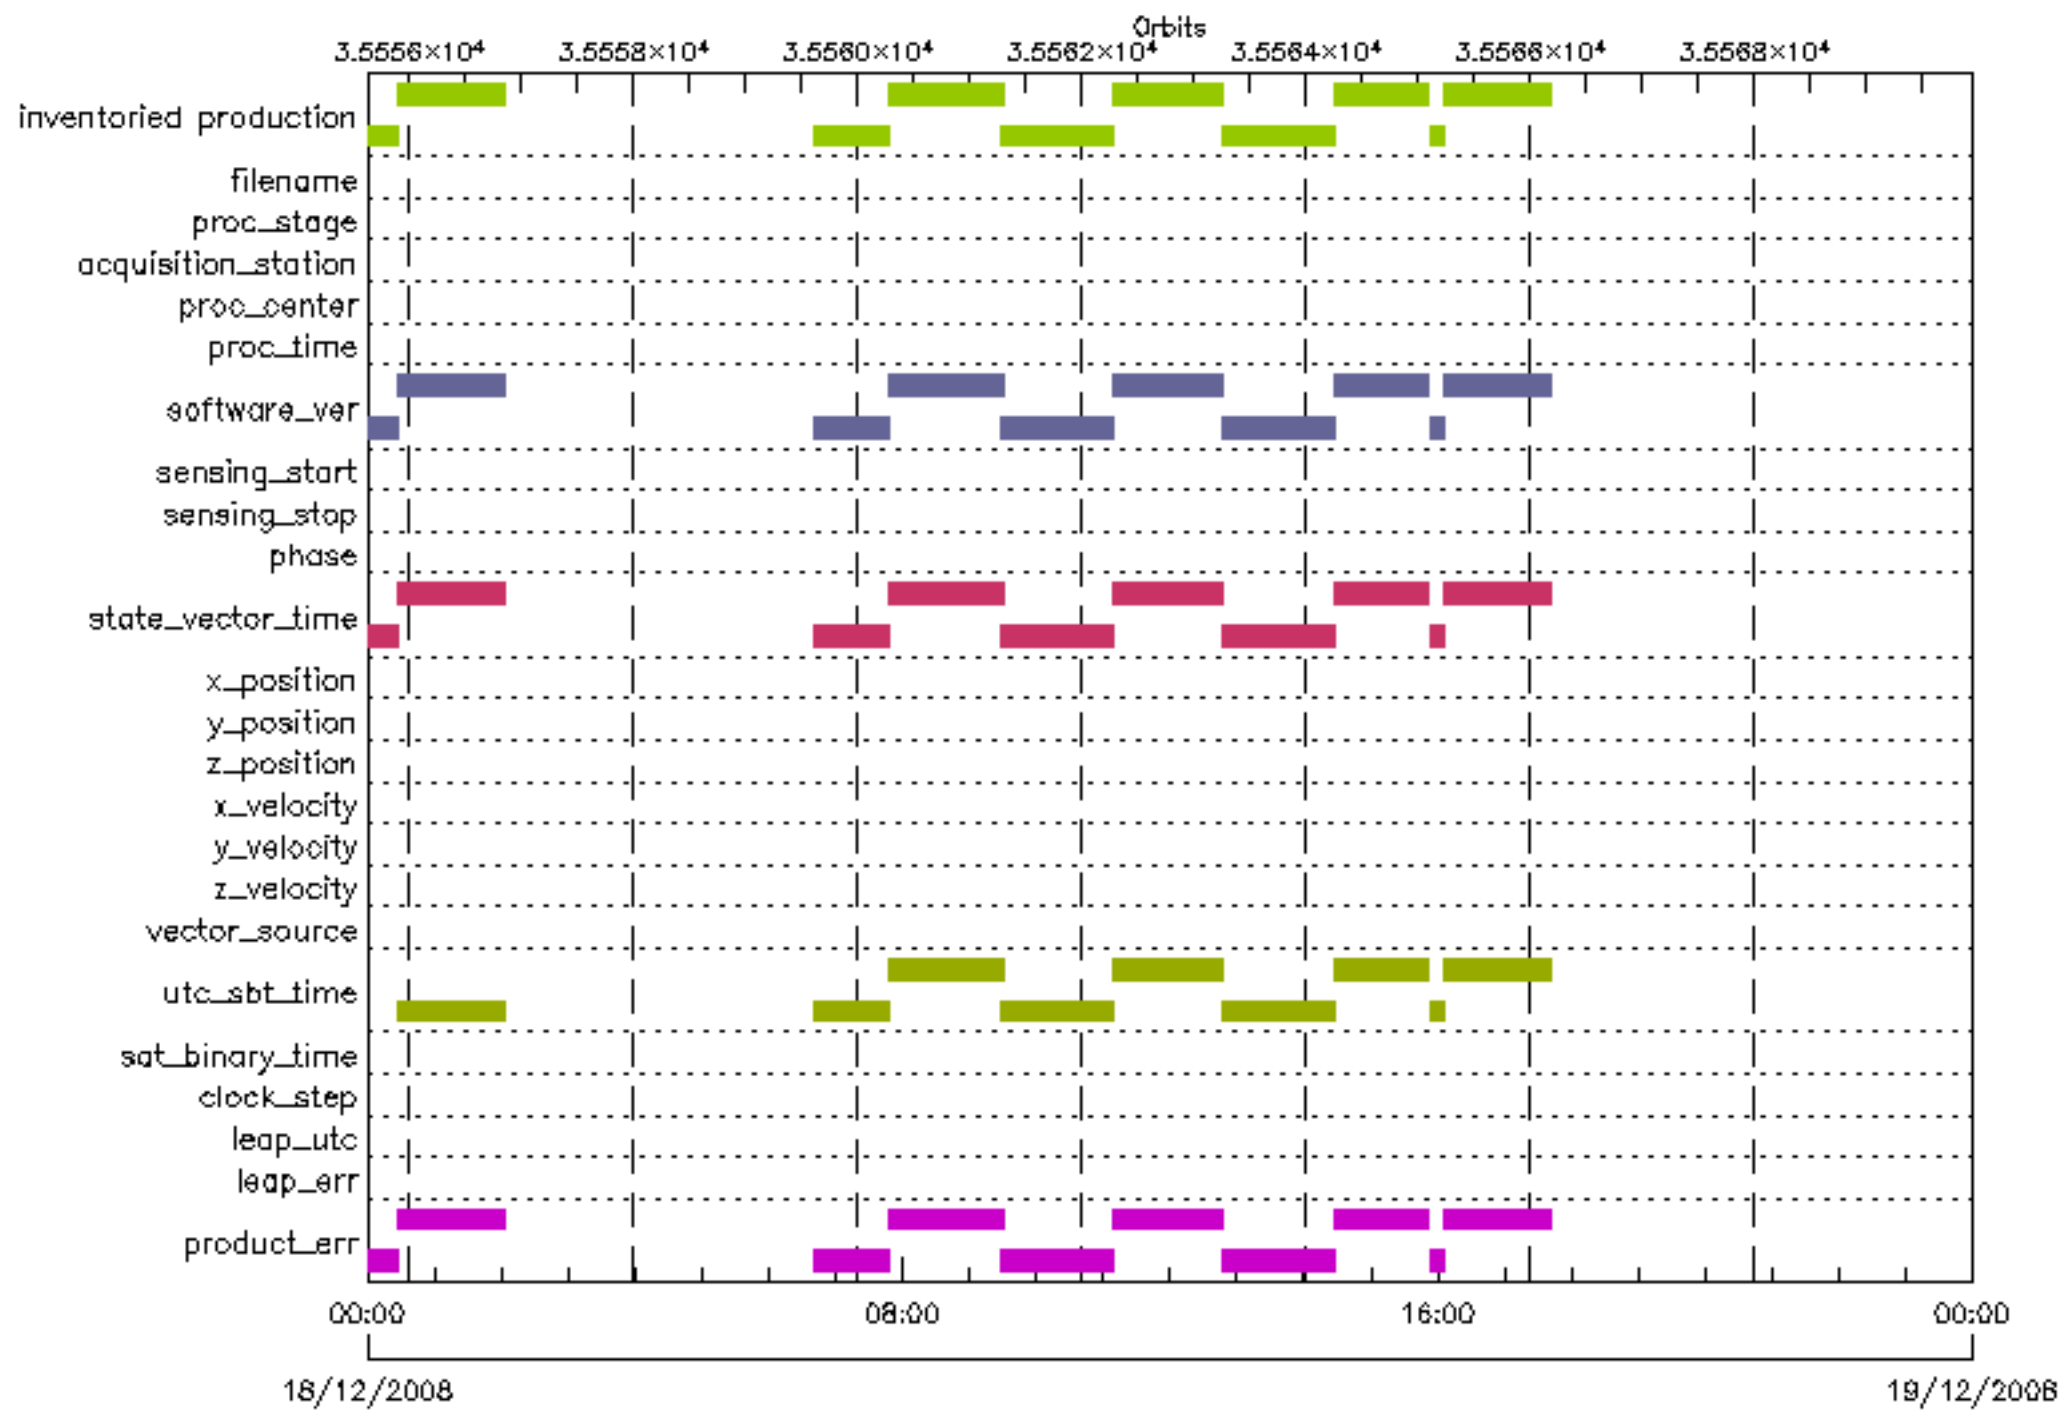 Orbits
3.5556×10⁴ 3.5558×10⁴ 3.5560×10⁴ 3.5562×10⁴ 3.5564×10⁴ 3.5566×10⁴ 3.5568×10⁴
inventoried production
filename
proc_stage
acquisition_station
proc_center
proc_time
software_ver
sensing_start
sensing_stop
phase
state_vector_time
x_position
y_position
z_position
x_velocity
y_velocity
z_velocity
vector_source
utc_sbt_time
sat_binary_time
clock_step
leap_utc
leap_err
product_err
00:00 08:00 16:00 00:00
18/12/2008 19/12/2008